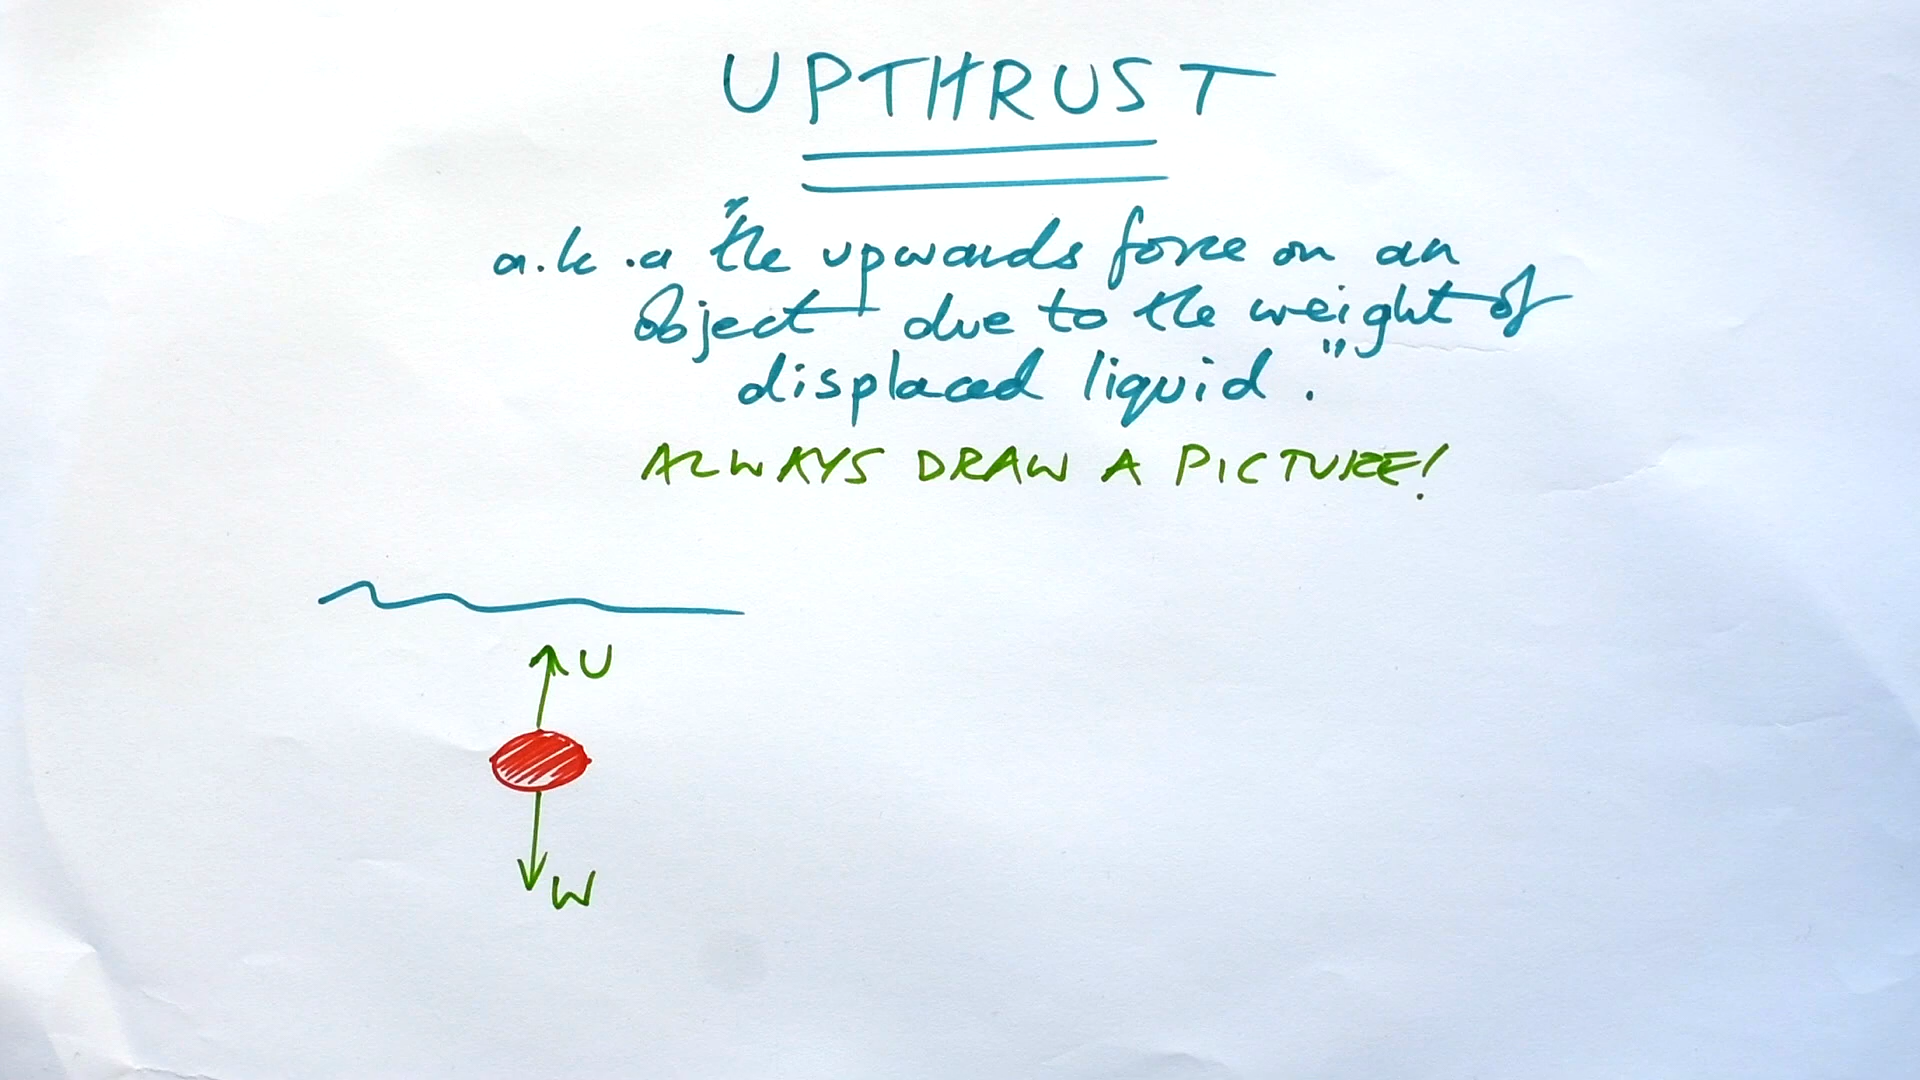 UPTHRUST
a.k.a "the upwards force on an
object due to the weight of
displaced liquid."
ALWAYS DRAW A PICTURE!
U
W